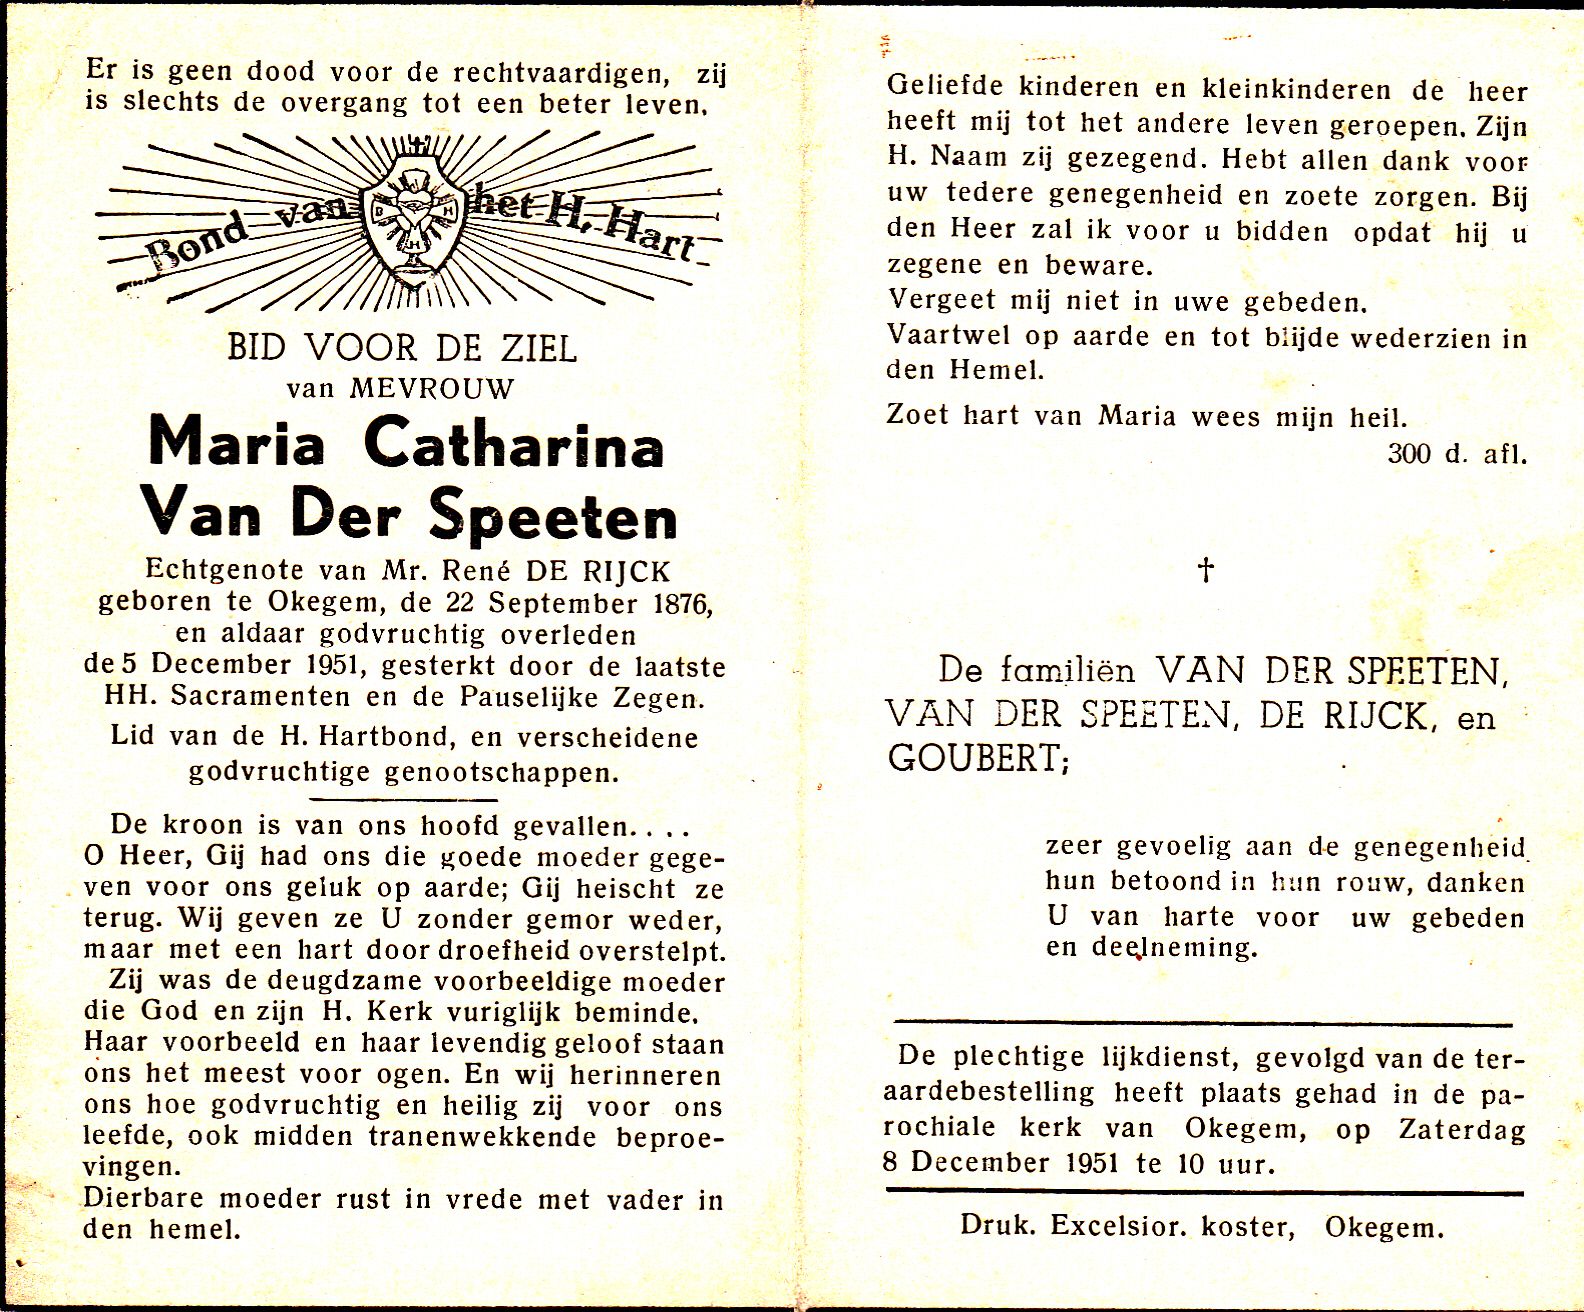 Er is geen dood voor de rechtvaardigen, zij
is slechts de overgang tot een beter leven.
Bond van het H. Hart
BID VOOR DE ZIEL
van MEVROUW
Maria Catharina
Van Der Speeten
Echtgenote van Mr. René DE RIJCK
geboren te Okegem, de 22 September 1876,
en aldaar godvruchtig overleden
de 5 December 1951, gesterkt door de laatste
HH. Sacramenten en de Pauselijke Zegen.
Lid van de H. Hartbond, en verscheidene
godvruchtige genootschappen.
De kroon is van ons hoofd gevallen....
O Heer, Gij had ons die goede moeder gege-
ven voor ons geluk op aarde; Gij heischt ze
terug. Wij geven ze U zonder gemor weder,
maar met een hart door droefheid overstelpt.
Zij was de deugdzame voorbeeldige moeder
die God en zijn H. Kerk vuriglijk beminde.
Haar voorbeeld en haar levendig geloof staan
ons het meest voor ogen. En wij herinneren
ons hoe godvruchtig en heilig zij voor ons
leefde, ook midden tranenwekkende beproe-
vingen.
Dierbare moeder rust in vrede met vader in
den hemel.
Geliefde kinderen en kleinkinderen de heer
heeft mij tot het andere leven geroepen. Zijn
H. Naam zij gezegend. Hebt allen dank voor
uw tedere genegenheid en zoete zorgen. Bij
den Heer zal ik voor u bidden opdat hij u
zegene en beware.
Vergeet mij niet in uwe gebeden.
Vaartwel op aarde en tot blijde wederzien in
den Hemel.
Zoet hart van Maria wees mijn heil.
300 d. afl.
†
De familiën VAN DER SPEETEN,
VAN DER SPEETEN, DE RIJCK, en
GOUBERT;
zeer gevoelig aan de genegenheid
hun betoond in hun rouw, danken
U van harte voor uw gebeden
en deelneming.
De plechtige lijkdienst, gevolgd van de ter-
aardebestelling heeft plaats gehad in de pa-
rochiale kerk van Okegem, op Zaterdag
8 December 1951 te 10 uur.
Druk. Excelsior. koster, Okegem.